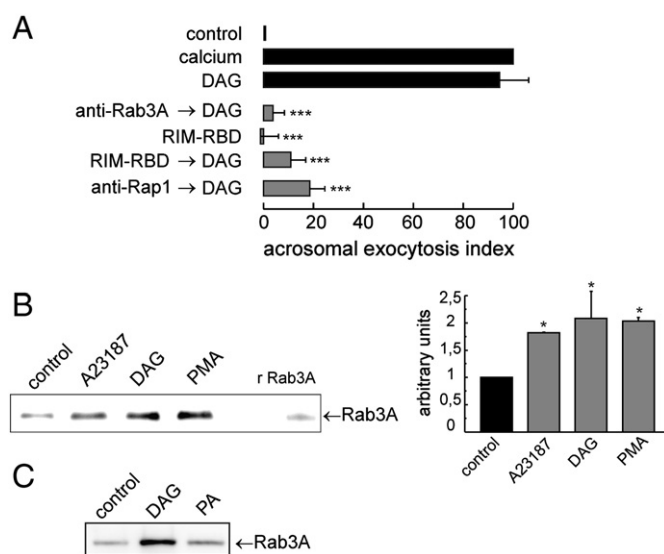 A
control
calcium
DAG
anti-Rab3A → DAG
***
RIM-RBD
***
RIM-RBD → DAG
***
anti-Rap1 → DAG
***
0 20 40 60 80 100
acrosomal exocytosis index
B
control A23187 DAG PMA r Rab3A
←Rab3A
arbitrary units
2,5
2
1,5
1
0,5
0
* * *
control A23187 DAG PMA
C
control DAG PA
←Rab3A